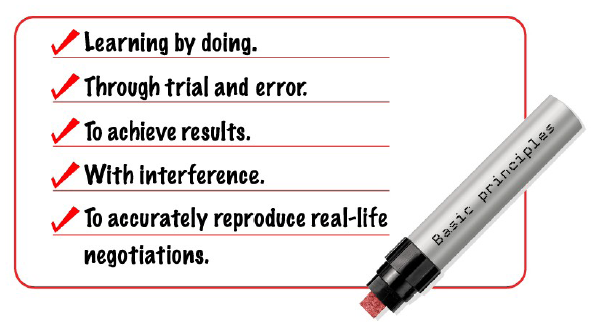 Learning by doing.
Through trial and error.
To achieve results.
With interference.
To accurately reproduce real-life
negotiations.
Basic principles